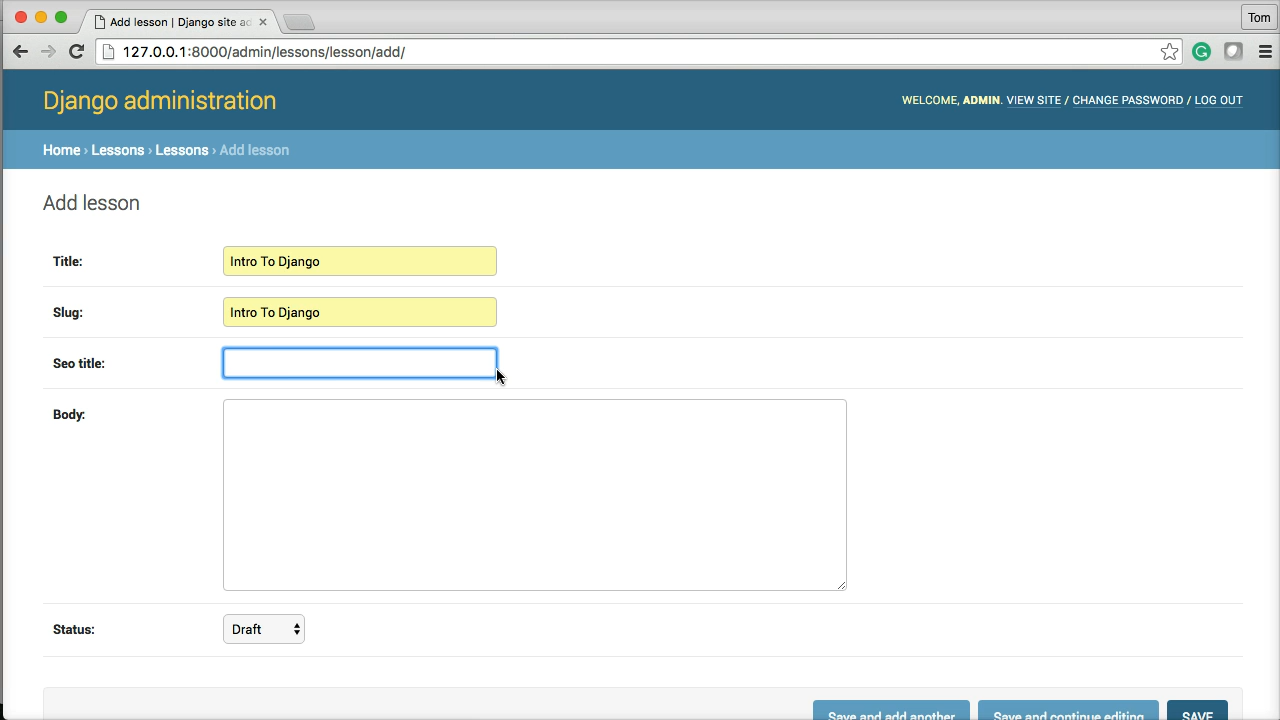 Add lesson | Django site ad
Tom
127.0.0.1:8000/admin/lessons/lesson/add/
Django administration
WELCOME, ADMIN. VIEW SITE / CHANGE PASSWORD / LOG OUT
Home › Lessons › Lessons › Add lesson
Add lesson
Title: Intro To Django
Slug: Intro To Django
Seo title:
Body:
Status: Draft
Save and add another Save and continue editing SAVE